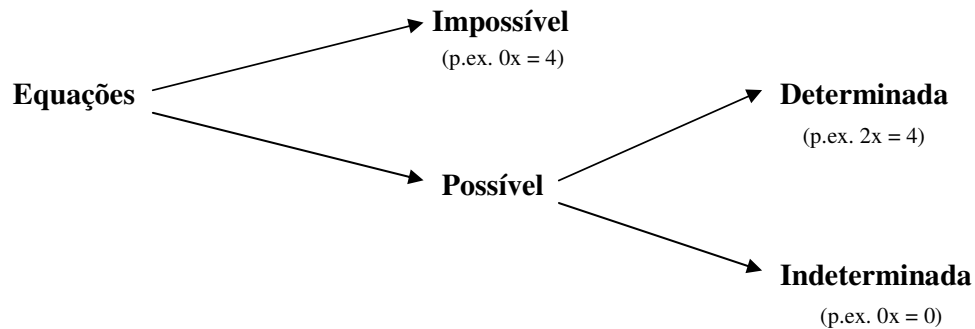 Impossível
(p.ex. 0x = 4)
Equações
Determinada
(p.ex. 2x = 4)
Possível
Indeterminada
(p.ex. 0x = 0)